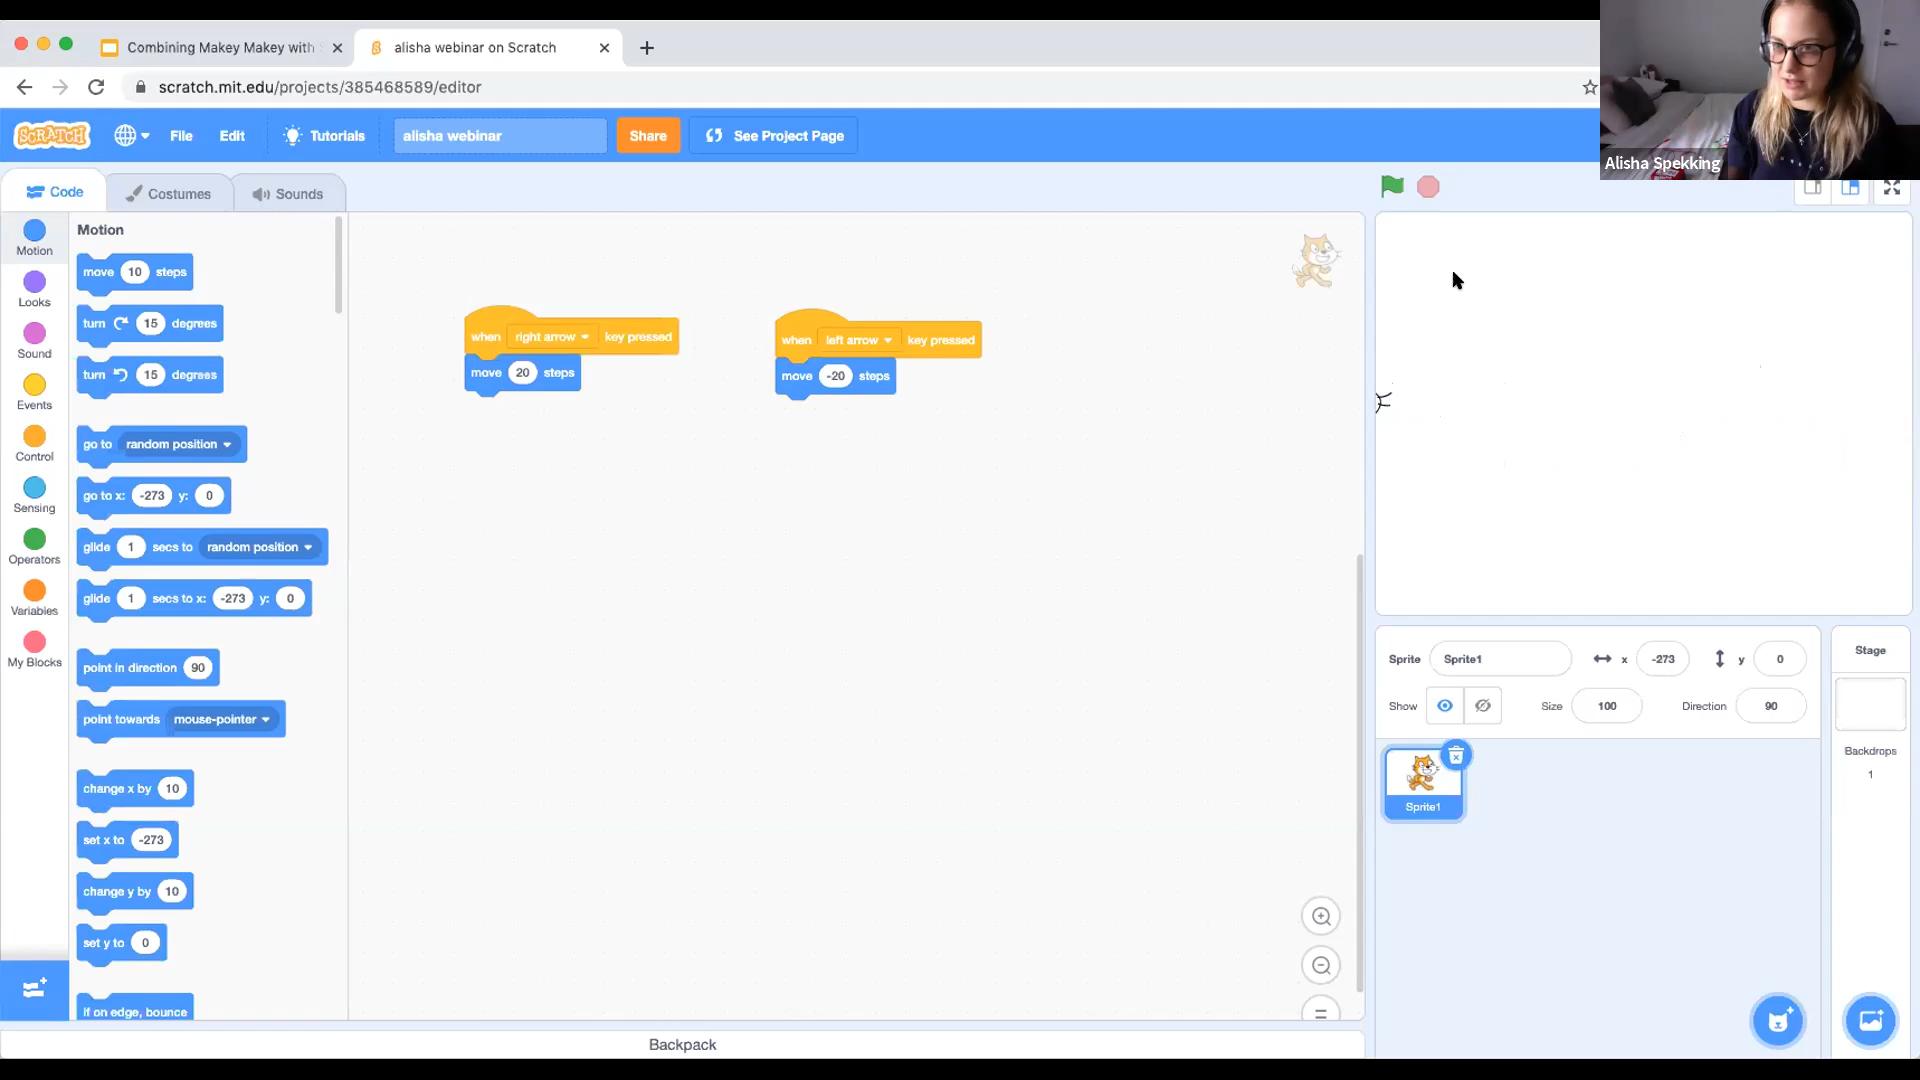 Combining Makey Makey with
alisha webinar on Scratch
scratch.mit.edu/projects/385468589/editor
SCRATCH File Edit Tutorials alisha webinar Share See Project Page
Alisha Spekking
Code Costumes Sounds
Motion
Looks
Sound
Events
Control
Sensing
Operators
Variables
My Blocks
Motion
move 10 steps
turn 15 degrees
turn 15 degrees
go to random position
go to x: -273 y: 0
glide 1 secs to random position
glide 1 secs to x: -273 y: 0
point in direction 90
point towards mouse-pointer
change x by 10
set x to -273
change y by 10
set y to 0
if on edge, bounce
when right arrow key pressed
move 20 steps
when left arrow key pressed
move -20 steps
Sprite Sprite1 x -273 y 0
Show Size 100 Direction 90
Sprite1
Stage
Backdrops
1
Backpack